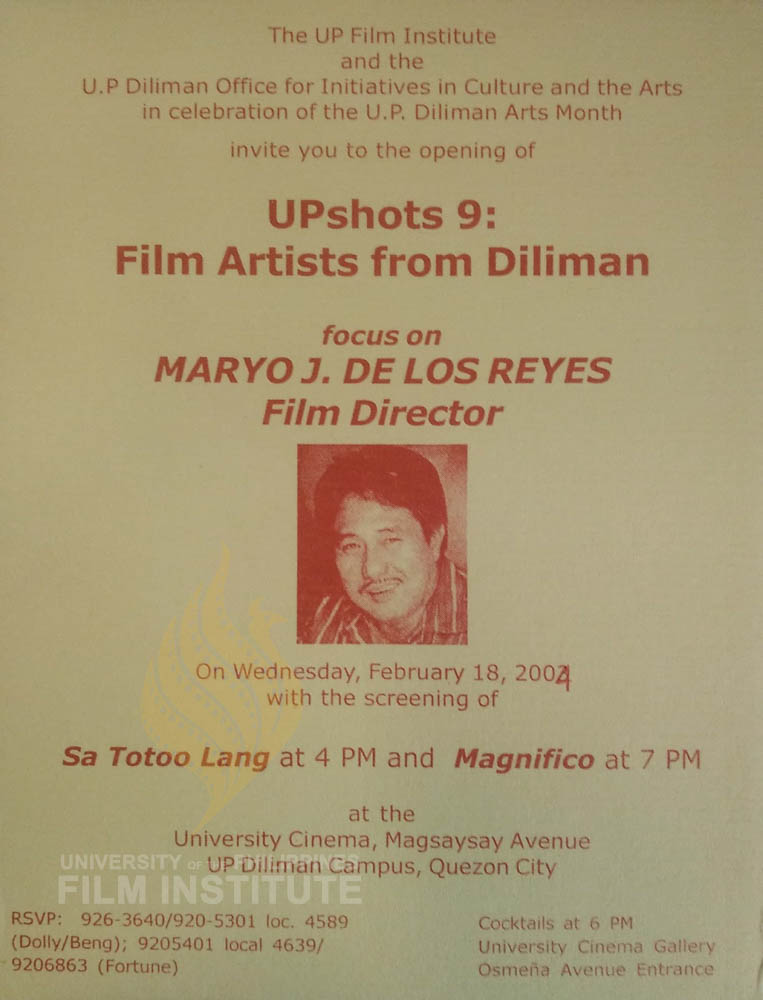 The UP Film Institute
and the
U.P Diliman Office for Initiatives in Culture and the Arts
in celebration of the U.P. Diliman Arts Month
invite you to the opening of
UPshots 9:
Film Artists from Diliman
focus on
MARYO J. DE LOS REYES
Film Director
On Wednesday, February 18, 2004
with the screening of
Sa Totoo Lang at 4 PM and Magnifico at 7 PM
at the
University Cinema, Magsaysay Avenue
UP Diliman Campus, Quezon City
UNIVERSITY OF THE PHILIPPINES
FILM INSTITUTE
RSVP: 926-3640/920-5301 loc. 4589
(Dolly/Beng); 9205401 local 4639/
9206863 (Fortune)
Cocktails at 6 PM
University Cinema Gallery
Osmeña Avenue Entrance